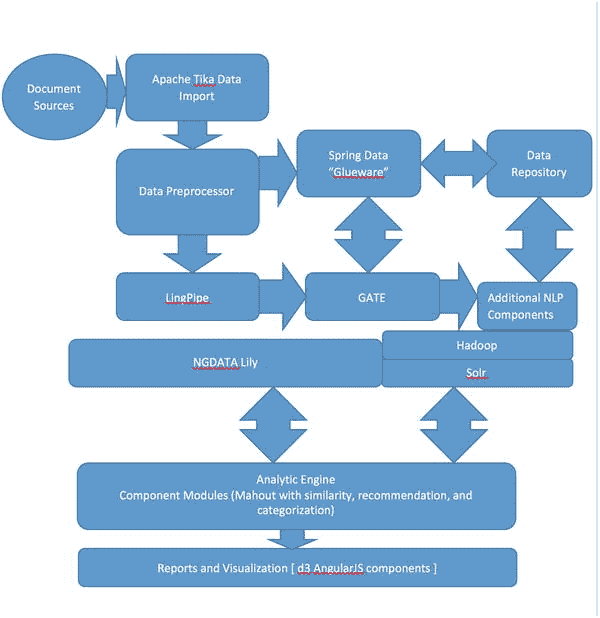 Document
Sources
Apache Tika Data
Import
Data Preprocessor
Spring Data
“Glueware”
Data
Repository
LingPipe
GATE
Additional NLP
Components
NGDATA Lily
Hadoop
Solr
Analytic Engine
Component Modules (Mahout with similarity, recommendation, and
categorization)
Reports and Visualization [ d3 AngularJS components ]